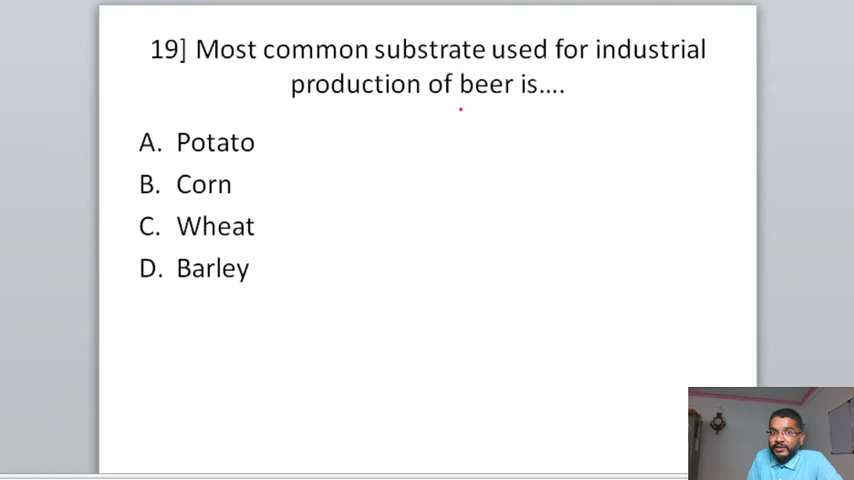 19] Most common substrate used for industrial
production of beer is....
A. Potato
B. Corn
C. Wheat
D. Barley